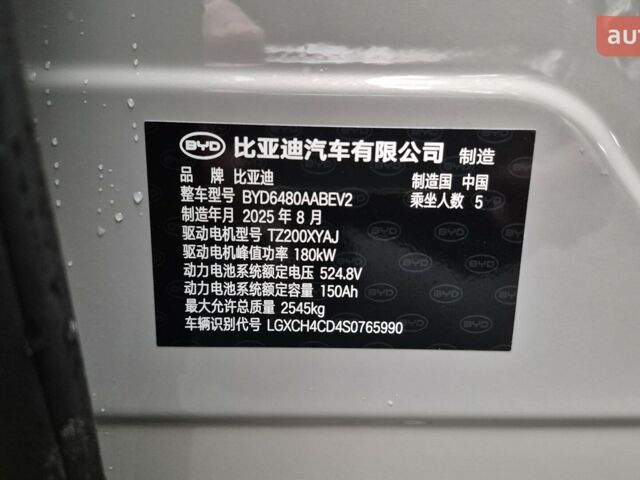 au
BYD 比亚迪汽车有限公司 制造
品 牌 比亚迪 制造国 中国
整车型号 BYD6480AABEV2 乘坐人数 5
制造年月 2025 年 8 月
驱动电机型号 TZ200XYAJ
驱动电机峰值功率 180kW
动力电池系统额定电压 524.8V
动力电池系统额定容量 150Ah
最大允许总质量 2545kg
车辆识别代号 LGXCH4CD4S0765990